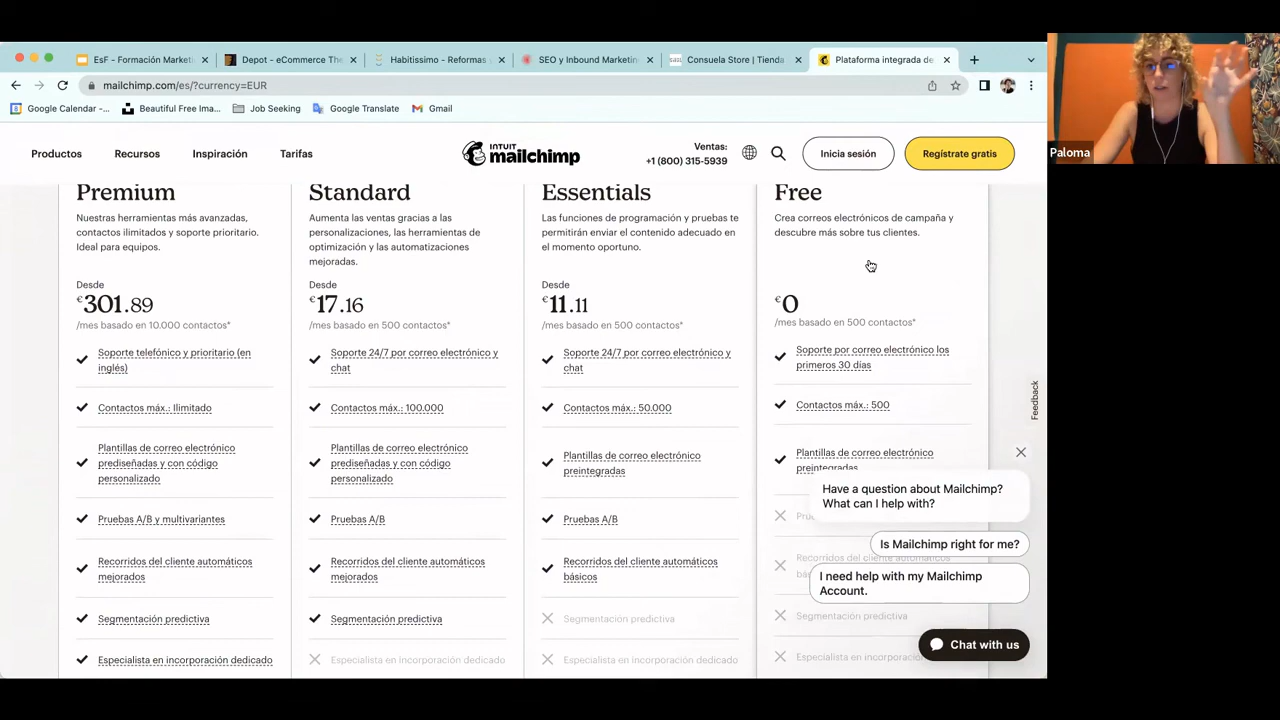 EsF - Formación Marketi
Depot - eCommerce The
Habitissimo - Reformas
SEO y Inbound Marketin
Consuela Store | Tienda
Plataforma integrada de
mailchimp.com/es/?currency=EUR
Google Calendar -...
Beautiful Free Ima...
Job Seeking
Google Translate
Gmail
Paloma
Productos
Recursos
Inspiración
Tarifas
INTUIT
mailchimp
Ventas:
+1 (800) 315-5939
Inicia sesión
Regístrate gratis
Premium
Nuestras herramientas más avanzadas,
contactos ilimitados y soporte prioritario.
Ideal para equipos.
Desde
€301.89
/mes basado en 10.000 contactos*
Soporte telefónico y prioritario (en
inglés)
Contactos máx.: Ilimitado
Plantillas de correo electrónico
prediseñadas y con código
personalizado
Pruebas A/B y multivariantes
Recorridos del cliente automáticos
mejorados
Segmentación predictiva
Especialista en incorporación dedicado
Standard
Aumenta las ventas gracias a las
personalizaciones, las herramientas de
optimización y las automatizaciones
mejoradas.
Desde
€17.16
/mes basado en 500 contactos*
Soporte 24/7 por correo electrónico y
chat
Contactos máx.: 100.000
Plantillas de correo electrónico
prediseñadas y con código
personalizado
Pruebas A/B
Recorridos del cliente automáticos
mejorados
Segmentación predictiva
Especialista en incorporación dedicado
Essentials
Las funciones de programación y pruebas te
permitirán enviar el contenido adecuado en
el momento oportuno.
Desde
€11.11
/mes basado en 500 contactos*
Soporte 24/7 por correo electrónico y
chat
Contactos máx.: 50.000
Plantillas de correo electrónico
preintegradas
Pruebas A/B
Recorridos del cliente automáticos
básicos
Segmentación predictiva
Especialista en incorporación dedicado
Free
Crea correos electrónicos de campaña y
descubre más sobre tus clientes.
€0
/mes basado en 500 contactos*
Soporte por correo electrónico los
primeros 30 días
Contactos máx.: 500
Plantillas de correo electrónico
preintegradas
Recorridos del cliente automáticos
Segmentación predictiva
Especialista en incorporación
Feedback
Have a question about Mailchimp?
What can I help with?
Is Mailchimp right for me?
I need help with my Mailchimp
Account.
Chat with us